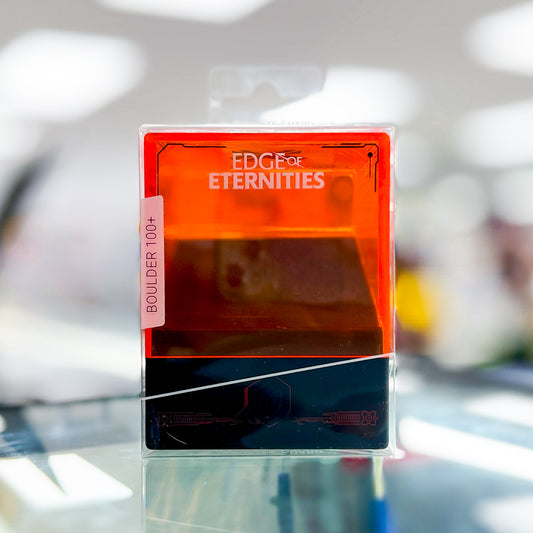 EDGE OF
ETERNITIES
BOULDER 100+